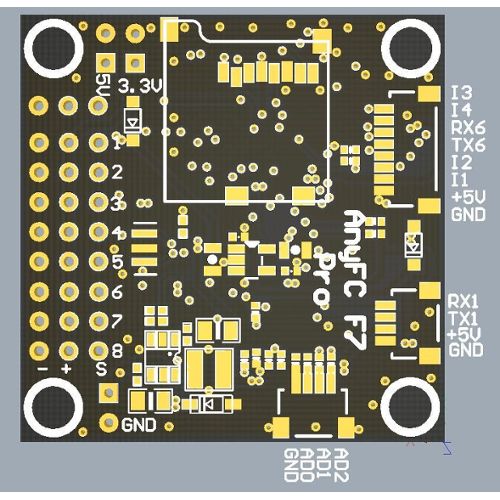 5V
3.3V
1
2
3
4
5
6
7
8
- + S
GND
AnyFC F7
Pro
I3
I4
RX6
TX6
I2
I1
+5V
GND
RX1
TX1
+5V
GND
AD2
AD1
AD0
GND